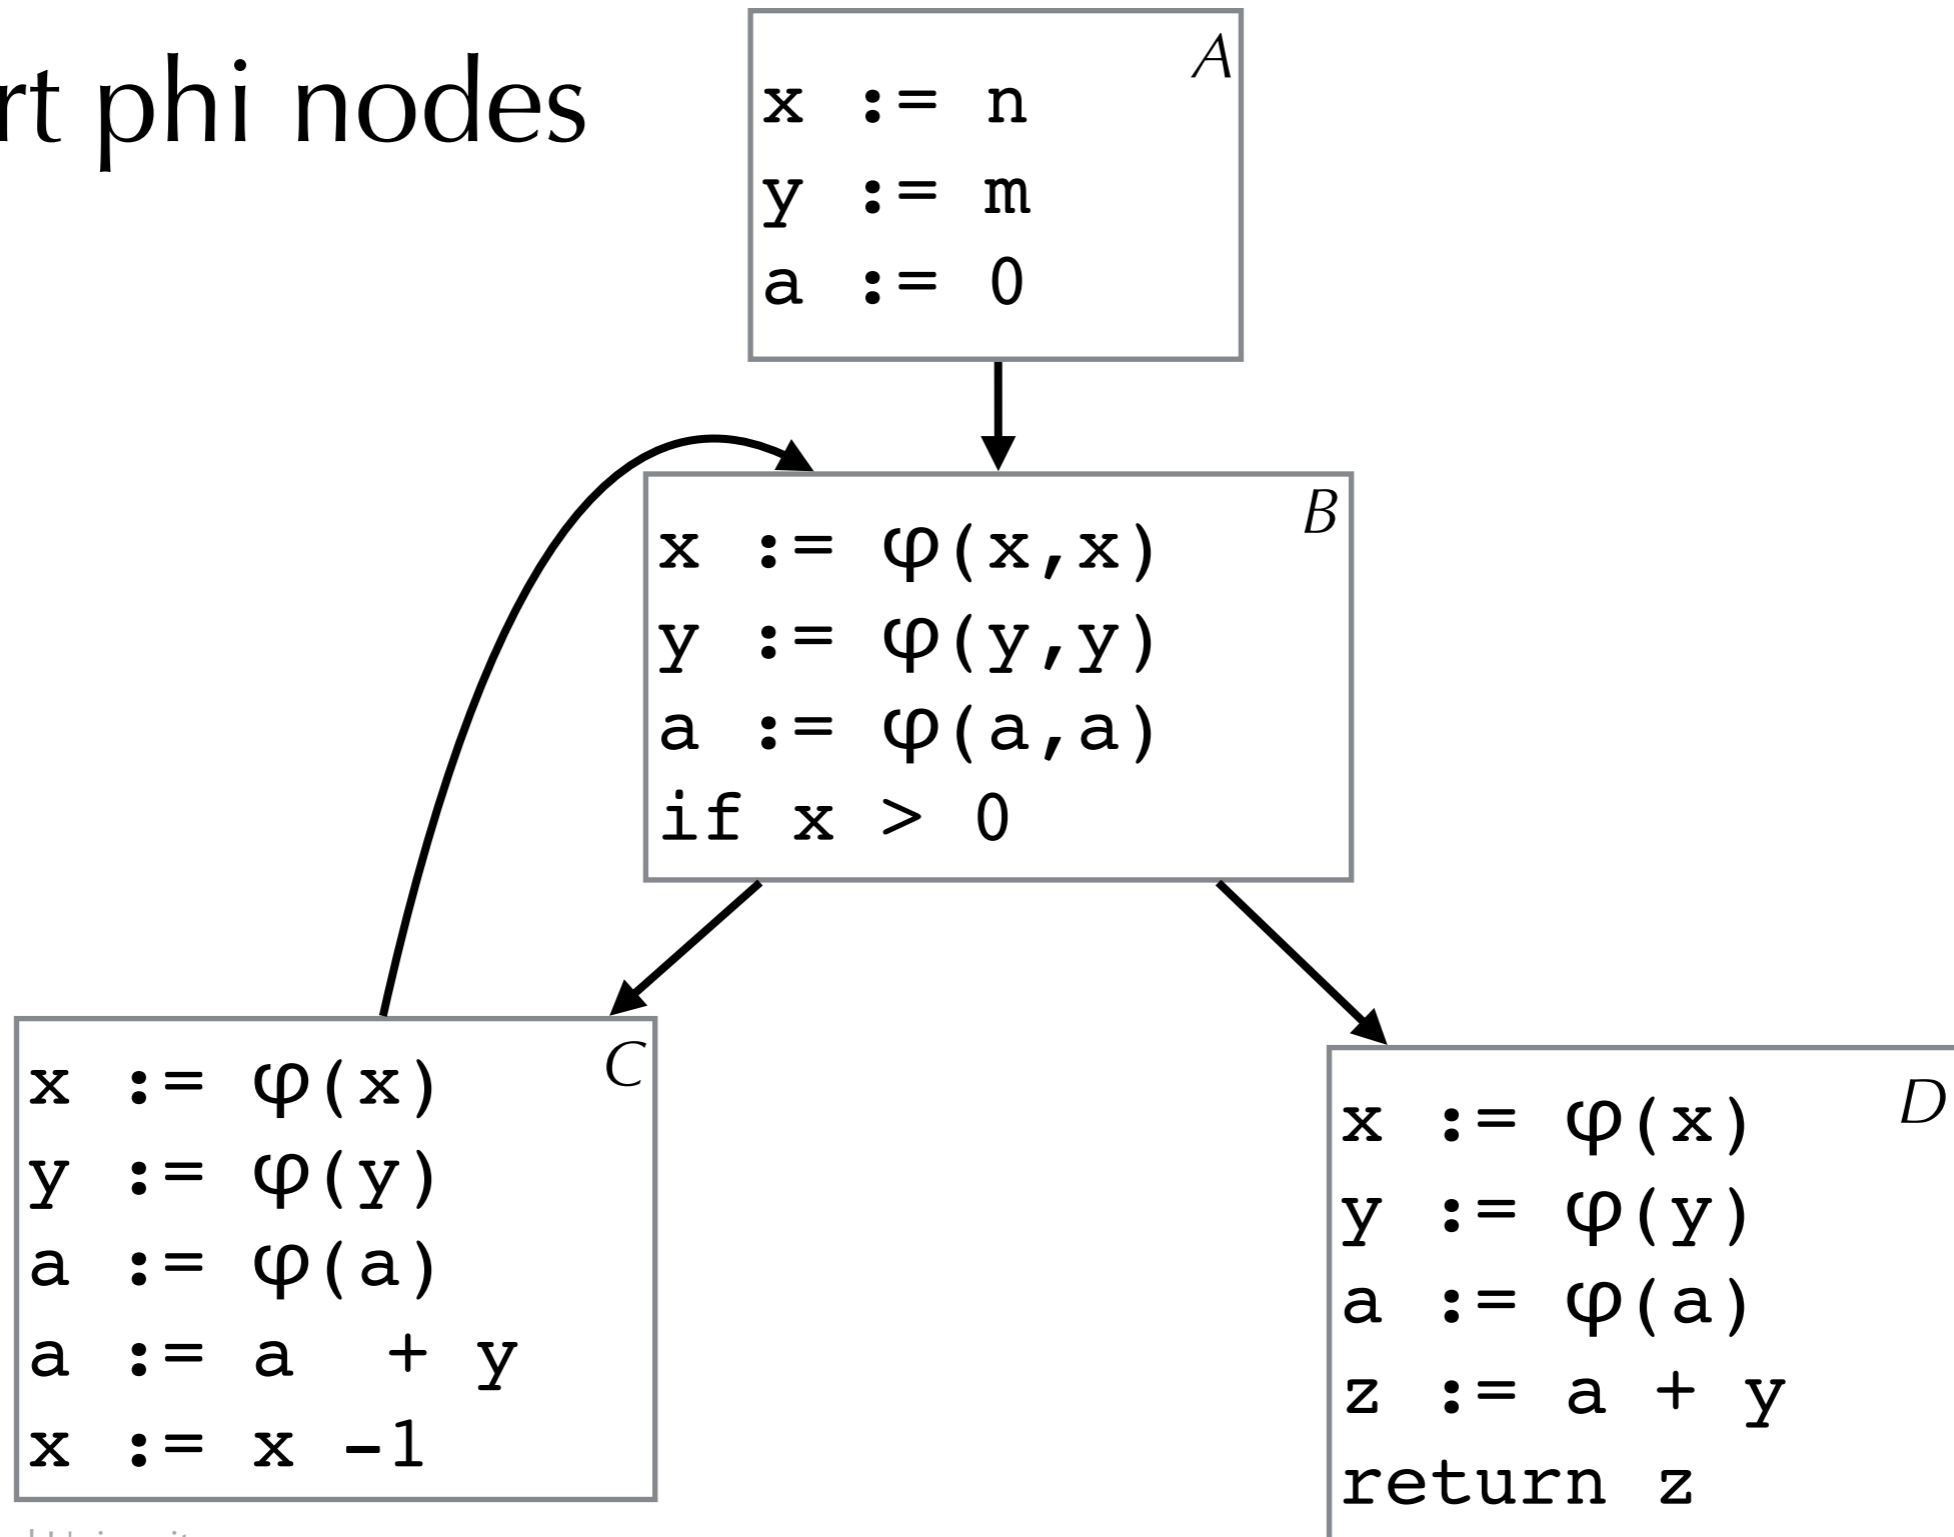 rt phi nodes
A
x := n
y := m
a := 0
B
x := φ(x,x)
y := φ(y,y)
a := φ(a,a)
if x > 0
C
x := φ(x)
y := φ(y)
a := φ(a)
a := a + y
x := x -1
D
x := φ(x)
y := φ(y)
a := φ(a)
z := a + y
return z